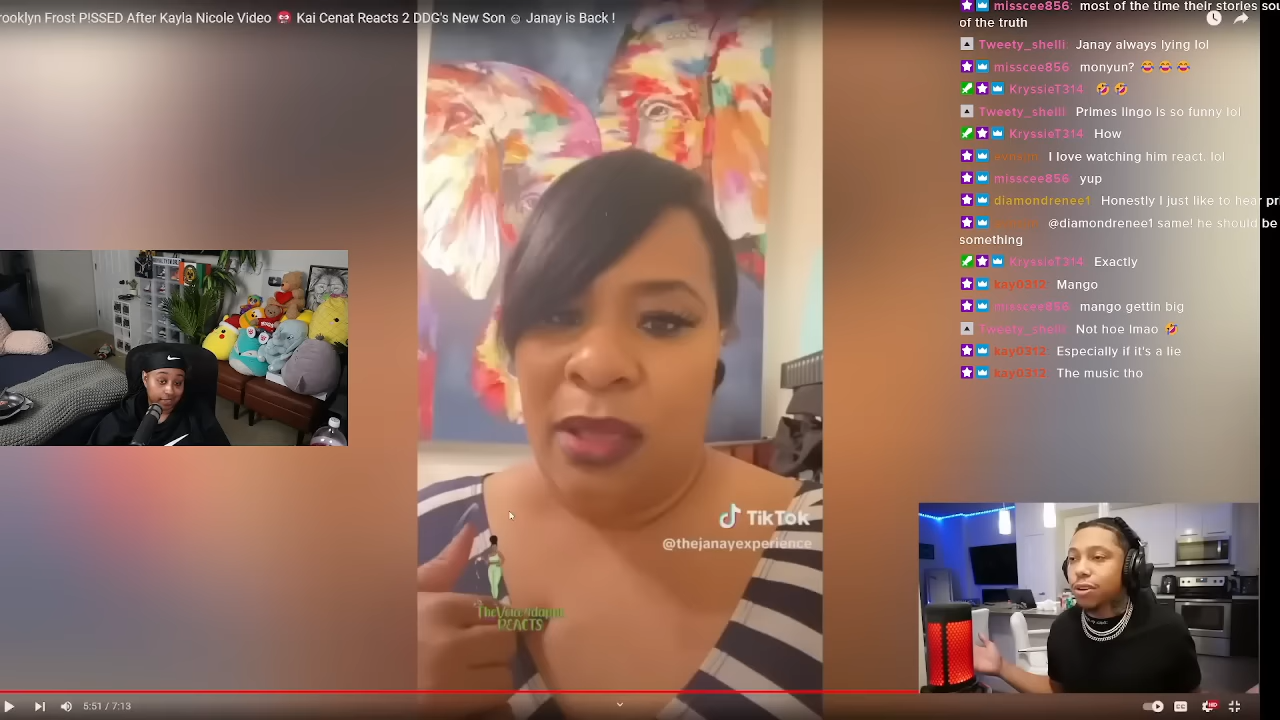 rooklyn Frost P!SSED After Kayla Nicole Video 😳 Kai Cenat Reacts 2 DDG's New Son ☺ Janay is Back !
misscee856: most of the time their stories sou
of the truth
Tweety_shelli: Janay always lying lol
misscee856: monyun? 😂 😂 😂
KryssieT314: 🤣 🤣
Tweety_shelli: Primes lingo is so funny lol
KryssieT314: How
I love watching him react. lol
misscee856: yup
diamondrenee1: Honestly I just like to hear pr
@diamondrenee1 same! he should be
something
KryssieT314: Exactly
kay0312: Mango
misscee856: mango gettin big
Tweety_shelli: Not hoe lmao 🤣
kay0312: Especially if it's a lie
kay0312: The music tho
TikTok
@thejanayexperience
REACTS
5:51 / 7:13
CC
HD